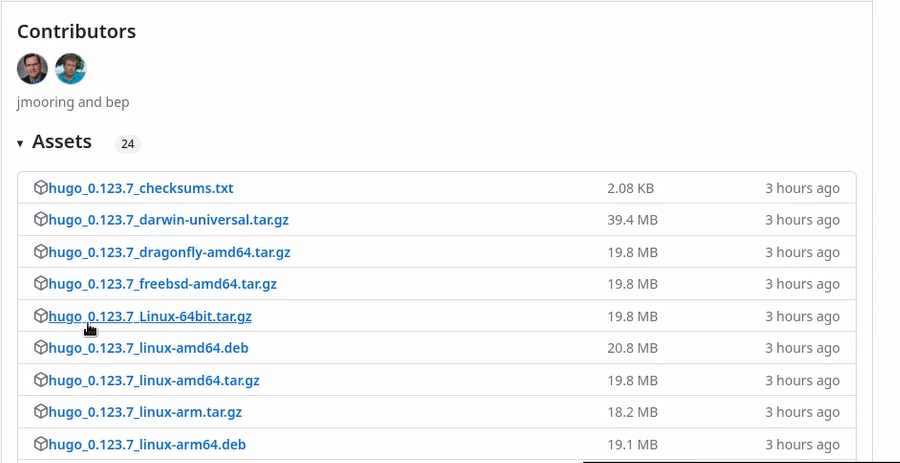 Contributors
jmooring and bep
Assets 24
hugo_0.123.7_checksums.txt 2.08 KB 3 hours ago
hugo_0.123.7_darwin-universal.tar.gz 39.4 MB 3 hours ago
hugo_0.123.7_dragonfly-amd64.tar.gz 19.8 MB 3 hours ago
hugo_0.123.7_freebsd-amd64.tar.gz 19.8 MB 3 hours ago
hugo_0.123.7_Linux-64bit.tar.gz 19.8 MB 3 hours ago
hugo_0.123.7_linux-amd64.deb 20.8 MB 3 hours ago
hugo_0.123.7_linux-amd64.tar.gz 19.8 MB 3 hours ago
hugo_0.123.7_linux-arm.tar.gz 18.2 MB 3 hours ago
hugo_0.123.7_linux-arm64.deb 19.1 MB 3 hours ago